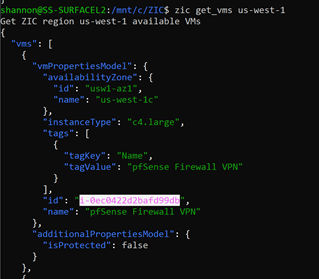 shannon@SS-SURFACEL2:/mnt/c/ZIC$ zic get_vms us-west-1
Get ZIC region us-west-1 available VMs
{
"vms": [
{
"vmPropertiesModel": {
"availabilityZone": {
"id": "usw1-az1",
"name": "us-west-1c"
},
"instanceType": "c4.large",
"tags": [
{
"tagKey": "Name",
"tagValue": "pfSense Firewall VPN"
}
],
"id": "i-0ec0422d2bafd99db",
"name": "pfSense Firewall VPN"
},
"additionalPropertiesModel": {
"isProtected": false
}
},